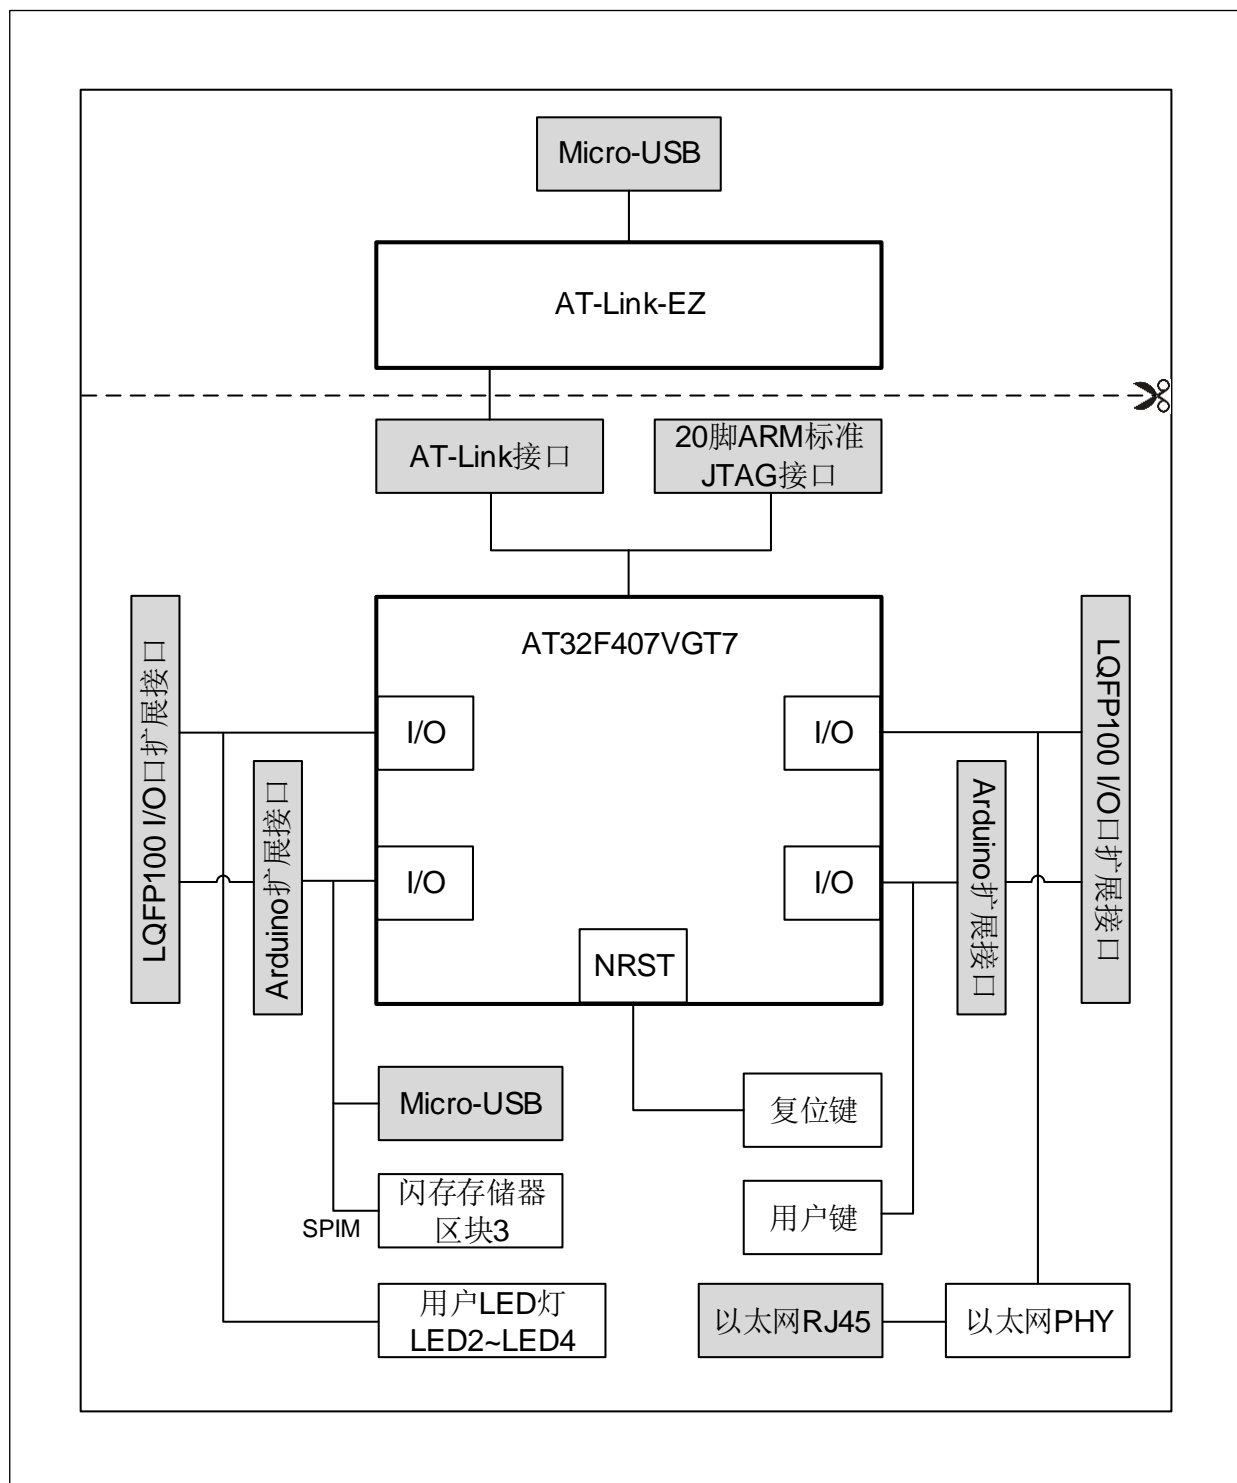 Micro-USB
AT-Link-EZ
AT-Link接口
20脚ARM标准
JTAG接口
AT32F407VGT7
LQFP100 I/O口扩展接口
I/O
I/O
LQFP100 I/O口扩展接口
Arduino扩展接口
Arduino扩展接口
I/O
I/O
NRST
Micro-USB
复位键
闪存存储器
区块3
SPIM
用户键
用户LED灯
LED2~LED4
以太网RJ45
以太网PHY